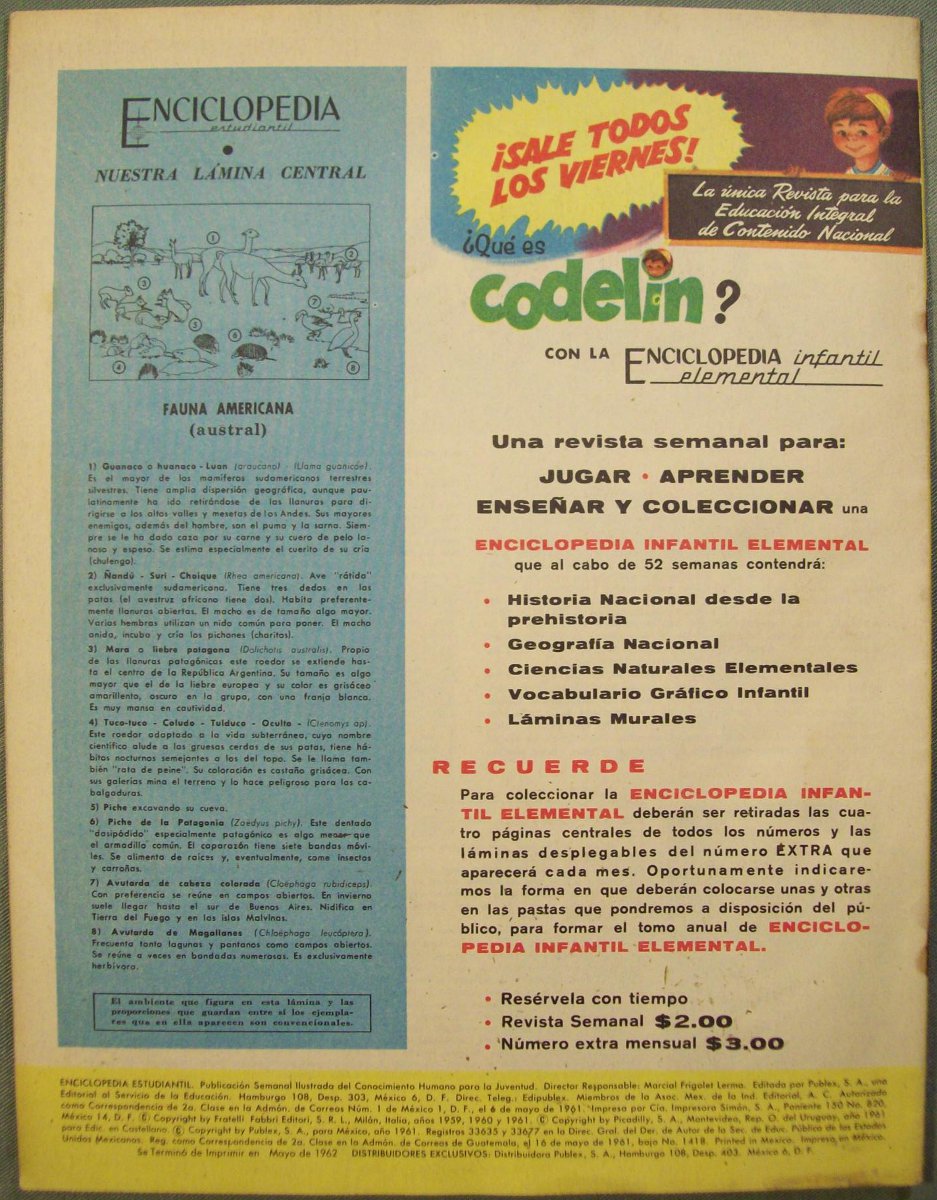 ENCICLOPEDIA
estudiantil
NUESTRA LÁMINA CENTRAL
1
2
3
3
7
5
6
4
8
FAUNA AMERICANA
(austral)
1) Guanaco o huanaco - Luan (araucano) - (Llama guanicöe).
Es el mayor de los mamíferos sudamericanos terrestres
silvestres. Tiene amplia dispersión geográfica, aunque pau-
latinamente ha ido retirándose de las llanuras para di-
rigirse a los altos valles y mesetas de los Andes. Sus mayores
enemigos, además del hombre, son el puma y la sarna. Siem-
pre se le ha dado caza por su carne y su cuero de pelo la-
noso y espeso. Se estima especialmente el cuerito de su cría
(chulengo).
2) Ñandú - Suri - Choique (Rhea americana). Ave "rátida"
exclusivamente sudamericana. Tiene tres dedos en las
patas (el avestruz africano tiene dos). Habita preferente-
mente llanuras abiertas. El macho es de tamaño algo mayor.
Varias hembras utilizan un nido común para poner. El macho
anida, incuba y cría los pichones (charitos).
3) Mara o liebre patagona (Dolichotis australis). Propio
de las llanuras patagónicas este roedor se extiende has-
ta el centro de la República Argentina. Su tamaño es algo
mayor que el de la liebre europea y su color es grisáceo
amarillento, oscuro en la grupa, con una franja blanca.
Es muy mansa en cautividad.
4) Tuco-tuco - Coludo - Tulduco - Oculto - (Ctenomys ap).
Este roedor adaptado a la vida subterránea, cuyo nombre
científico alude a las gruesas cerdas de sus patas, tiene há-
bitos nocturnos semejantes a los del topo. Se le llama tam-
bién "rata de peine". Su coloración es castaño grisácea. Con
sus galerías mina el terreno y lo hace peligroso para las ca-
balgaduras.
5) Piche excavando su cueva.
6) Piche de la Patagonia (Zaedyus pichy). Este dentado
"dasipódido" especialmente patagónico es algo menor que
el armadillo común. El caparazón tiene siete bandas móvi-
les. Se alimenta de raíces y, eventualmente, come insectos
y carroñas.
7) Avutarda de cabeza colorada (Cloëphaga rubidiceps).
Con preferencia se reúne en campos abiertos. En invierno
suele llegar hasta el sur de Buenos Aires. Nidifica en
Tierra del Fuego y en las islas Malvinas.
8) Avutarda de Magallanes (Chloëphaga leucóptera).
Frecuenta tanto lagunas y pantanos como campos abiertos.
Se reúne a veces en bandadas numerosas. Es exclusivamente
herbívora.
El ambiente que figura en esta lámina y las
proporciones que guardan entre sí los ejempla-
res que en ella aparecen son convencionales.
¡SALE TODOS
LOS VIERNES!
La única Revista para la
Educación Integral
de Contenido Nacional
¿Qué es
codelin?
CON LA ENCICLOPEDIA infantil
elemental
Una revista semanal para:
JUGAR • APRENDER
ENSEÑAR Y COLECCIONAR una
ENCICLOPEDIA INFANTIL ELEMENTAL
que al cabo de 52 semanas contendrá:
• Historia Nacional desde la
prehistoria
• Geografía Nacional
• Ciencias Naturales Elementales
• Vocabulario Gráfico Infantil
• Láminas Murales
RECUERDE
Para coleccionar la ENCICLOPEDIA INFAN-
TIL ELEMENTAL deberán ser retiradas las cua-
tro páginas centrales de todos los números y las
láminas desplegables del número EXTRA que
aparecerá cada mes. Oportunamente indicare-
mos la forma en que deberán colocarse unas y otras
en las pastas que pondremos a disposición del pú-
blico, para formar el tomo anual de ENCICLO-
PEDIA INFANTIL ELEMENTAL.
• Resérvela con tiempo
• Revista Semanal $2.00
• Número extra mensual $3.00
ENCICLOPEDIA ESTUDIANTIL. Publicación Semanal Ilustrada del Conocimiento Humano para la Juventud. Director Responsable: Marcial Frigolet Lerma. Editada por Publex, S. A., una
Editorial al Servicio de la Educación. Hamburgo 108, Desp. 303, México 6, D. F. Direc. Teleg.: Edipublex. Miembros de la Asoc. Mex. de la Ind. Editorial, A. C. Autorizado
como Correspondencia de 2a. Clase en la Admón. de Correos Núm. 1 de México 1, D. F., el 6 de mayo de 1961. Impresa por Cía. Impresora Simón, S. A., Poniente 150 No. 820,
México 14, D. F. © Copyright by Fratelli Fabbri Editori, S. R. L., Milán, Italia, años 1959, 1960 y 1961. © Copyright by Picadilly, S. A., Montevideo, Rep. O. del Uruguay, año 1961
para Edic. en Castellano. © Copyright by Publex, S. A., para México, año 1961. Registros 33635 y 33677 en la Direc. Gral. del Der. de Autor de la Sec. de Educ. Pública de los Estados
Unidos Mexicanos. Reg. como Correspondencia de 2a. Clase en la Admón. de Correos de Guatemala, el 16 de mayo de 1961, bajo No. 1418. Printed in Mexico. Impreso en México.
Se Terminó de Imprimir en Mayo de 1962 DISTRIBUIDORES EXCLUSIVOS: Distribuidora Publex, S. A., Hamburgo 108, Desp. 403. México 6, D. F.